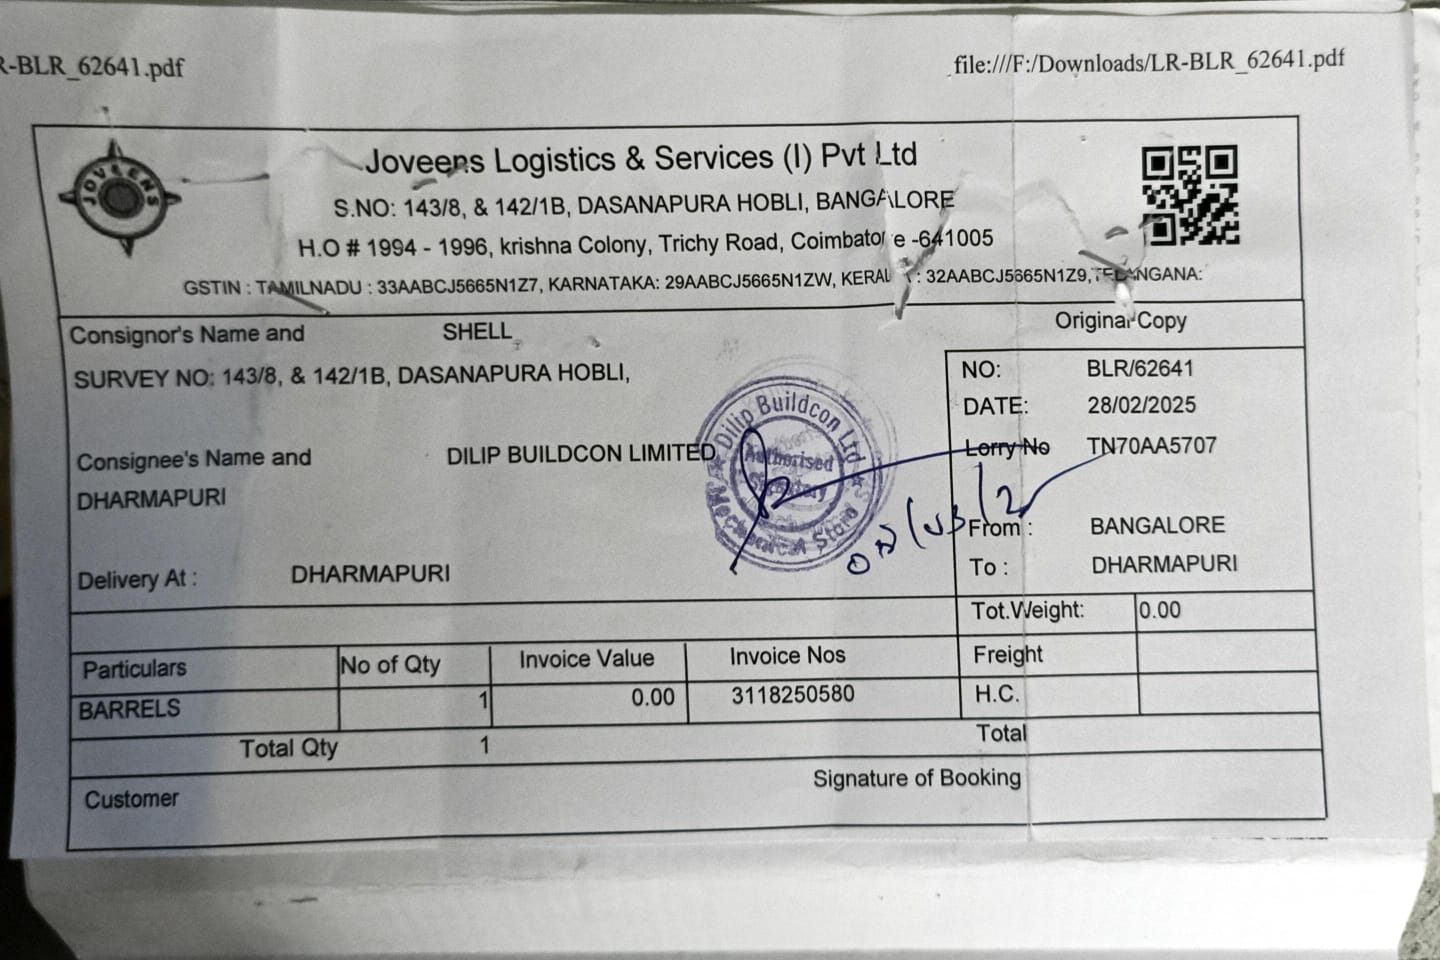 R-BLR_62641.pdf file:///F:/Downloads/LR-BLR_62641.pdf
JOVEENS
Joveens Logistics & Services (I) Pvt Ltd
S.NO: 143/8, & 142/1B, DASANAPURA HOBLI, BANGALORE
H.O # 1994 - 1996, krishna Colony, Trichy Road, Coimbatore -641005
GSTIN : TAMILNADU : 33AABCJ5665N1Z7, KARNATAKA: 29AABCJ5665N1ZW, KERAL : 32AABCJ5665N1Z9,TELANGANA:
Consignor's Name and SHELL
Original Copy
SURVEY NO: 143/8, & 142/1B, DASANAPURA HOBLI,
NO: BLR/62641
DATE: 28/02/2025
Lorry No TN70AA5707
Consignee's Name and DILIP BUILDCON LIMITED
DHARMAPURI
Dilip Buildcon Ltd
Authorised
Mechanical Store
From : BANGALORE
To : DHARMAPURI
Delivery At : DHARMAPURI
Tot.Weight: 0.00
Particulars No of Qty Invoice Value Invoice Nos Freight
BARRELS 1 0.00 3118250580 H.C.
Total Qty 1 Total
Signature of Booking
Customer